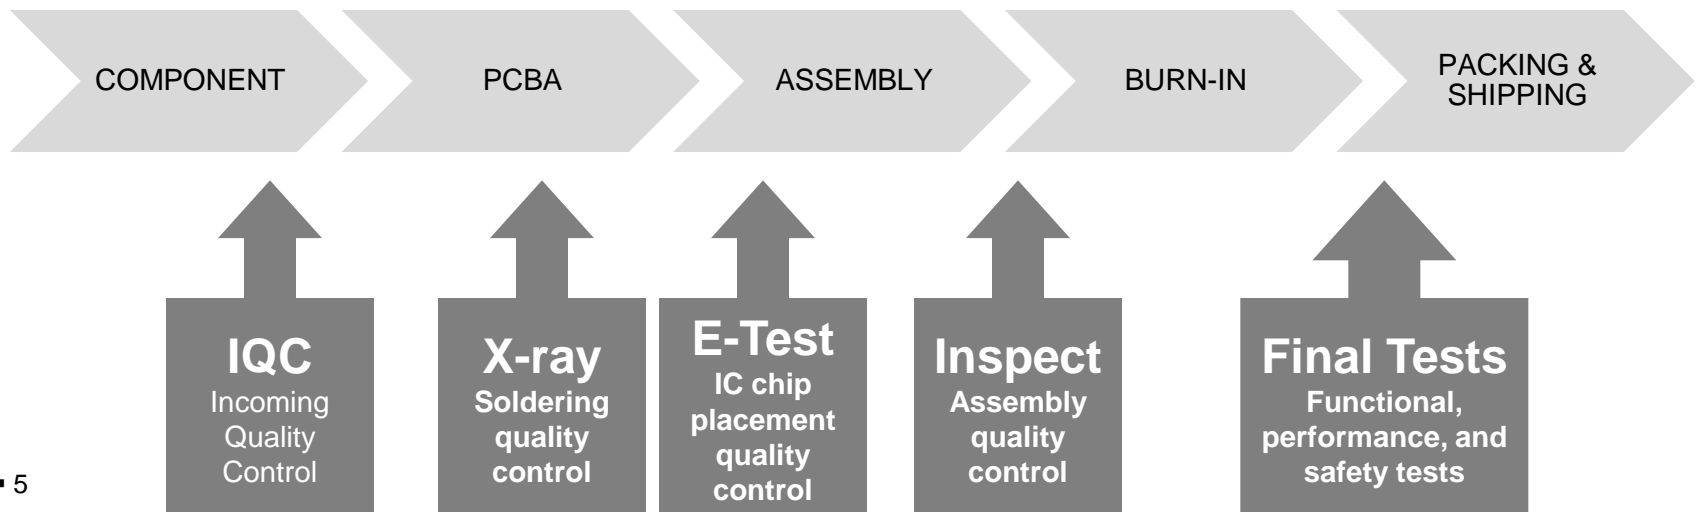 COMPONENT
PCBA
ASSEMBLY
BURN-IN
PACKING &
SHIPPING
IQC
Incoming
Quality
Control
X-ray
Soldering
quality
control
E-Test
IC chip
placement
quality
control
Inspect
Assembly
quality
control
Final Tests
Functional,
performance, and
safety tests
5